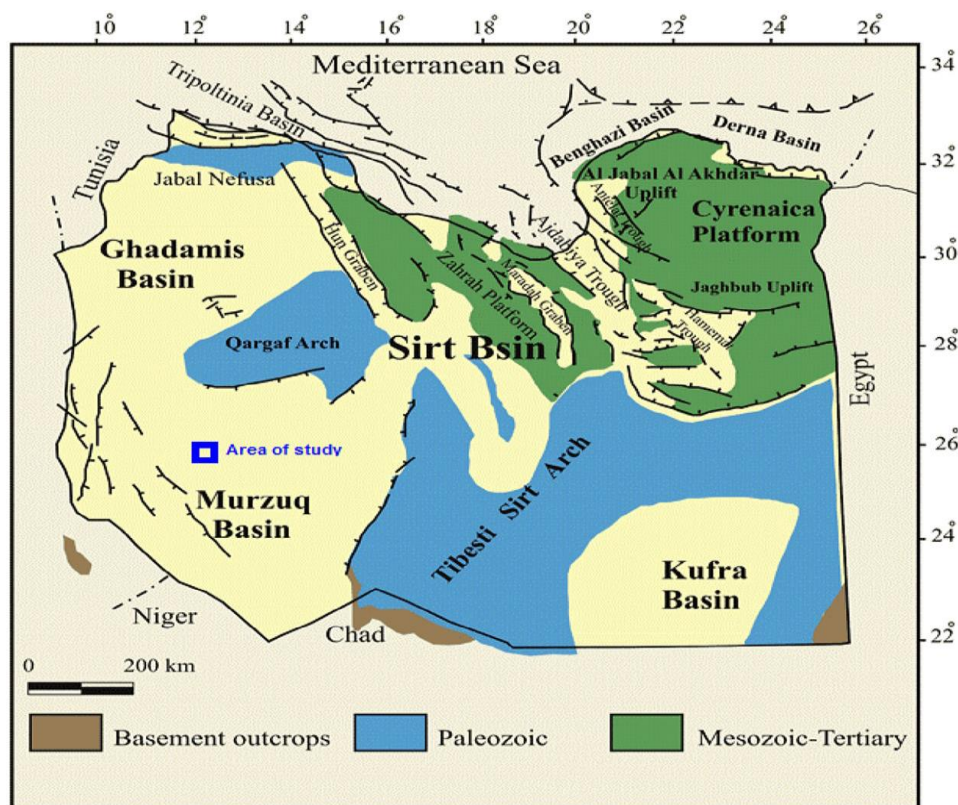 10° 12° 14° 16° 18° 20° 22° 24° 26°
34°
32°
30°
28°
26°
24°
22°
Mediterranean Sea
Tripoltinia Basin
Tunisia
Jabal Nefusa
Benghazi Basin
Derna Basin
Al Jabal Al Akhdar
Uplift
Cyrenaica
Platform
Ghadamis
Basin
Hun Graben
Ajdabbya Trough
Zahrah Platform
Maradah Graben
Jaghbub Uplift
Hamemat
Trough
Qargaf Arch
Sirt Bsin
Egypt
Area of study
Murzuq
Basin
Tibesti Sirt Arch
Kufra
Basin
Niger
Chad
0 200 km
Basement outcrops
Paleozoic
Mesozoic-Tertiary